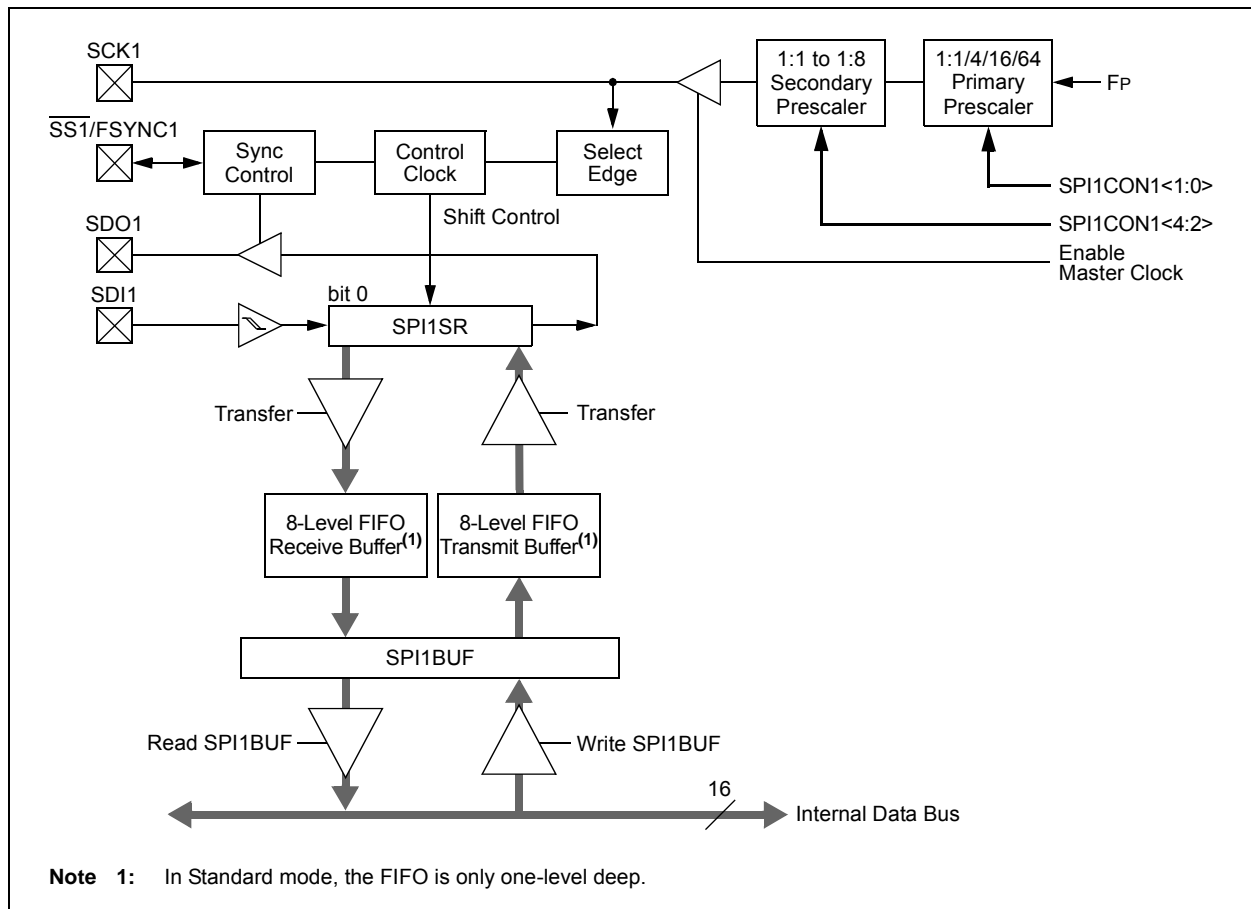 SCK1
1:1 to 1:8
Secondary
Prescaler
1:1/4/16/64
Primary
Prescaler
FP
SS1/FSYNC1
Sync
Control
Control
Clock
Select
Edge
SPI1CON1<1:0>
Shift Control
SPI1CON1<4:2>
SDO1
Enable
Master Clock
SDI1
bit 0
SPI1SR
Transfer
Transfer
8-Level FIFO
Receive Buffer(1)
8-Level FIFO
Transmit Buffer(1)
SPI1BUF
Read SPI1BUF
Write SPI1BUF
16
Internal Data Bus
Note 1: In Standard mode, the FIFO is only one-level deep.